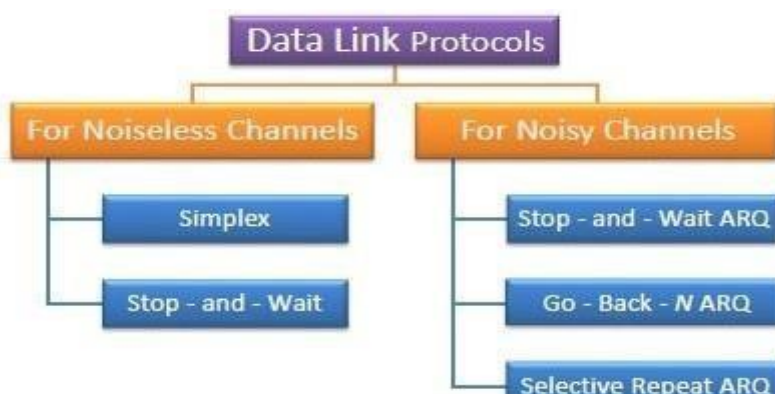 Data Link Protocols
For Noiseless Channels
Simplex
Stop - and - Wait
For Noisy Channels
Stop - and - Wait ARQ
Go - Back - N ARQ
Selective Repeat ARQ